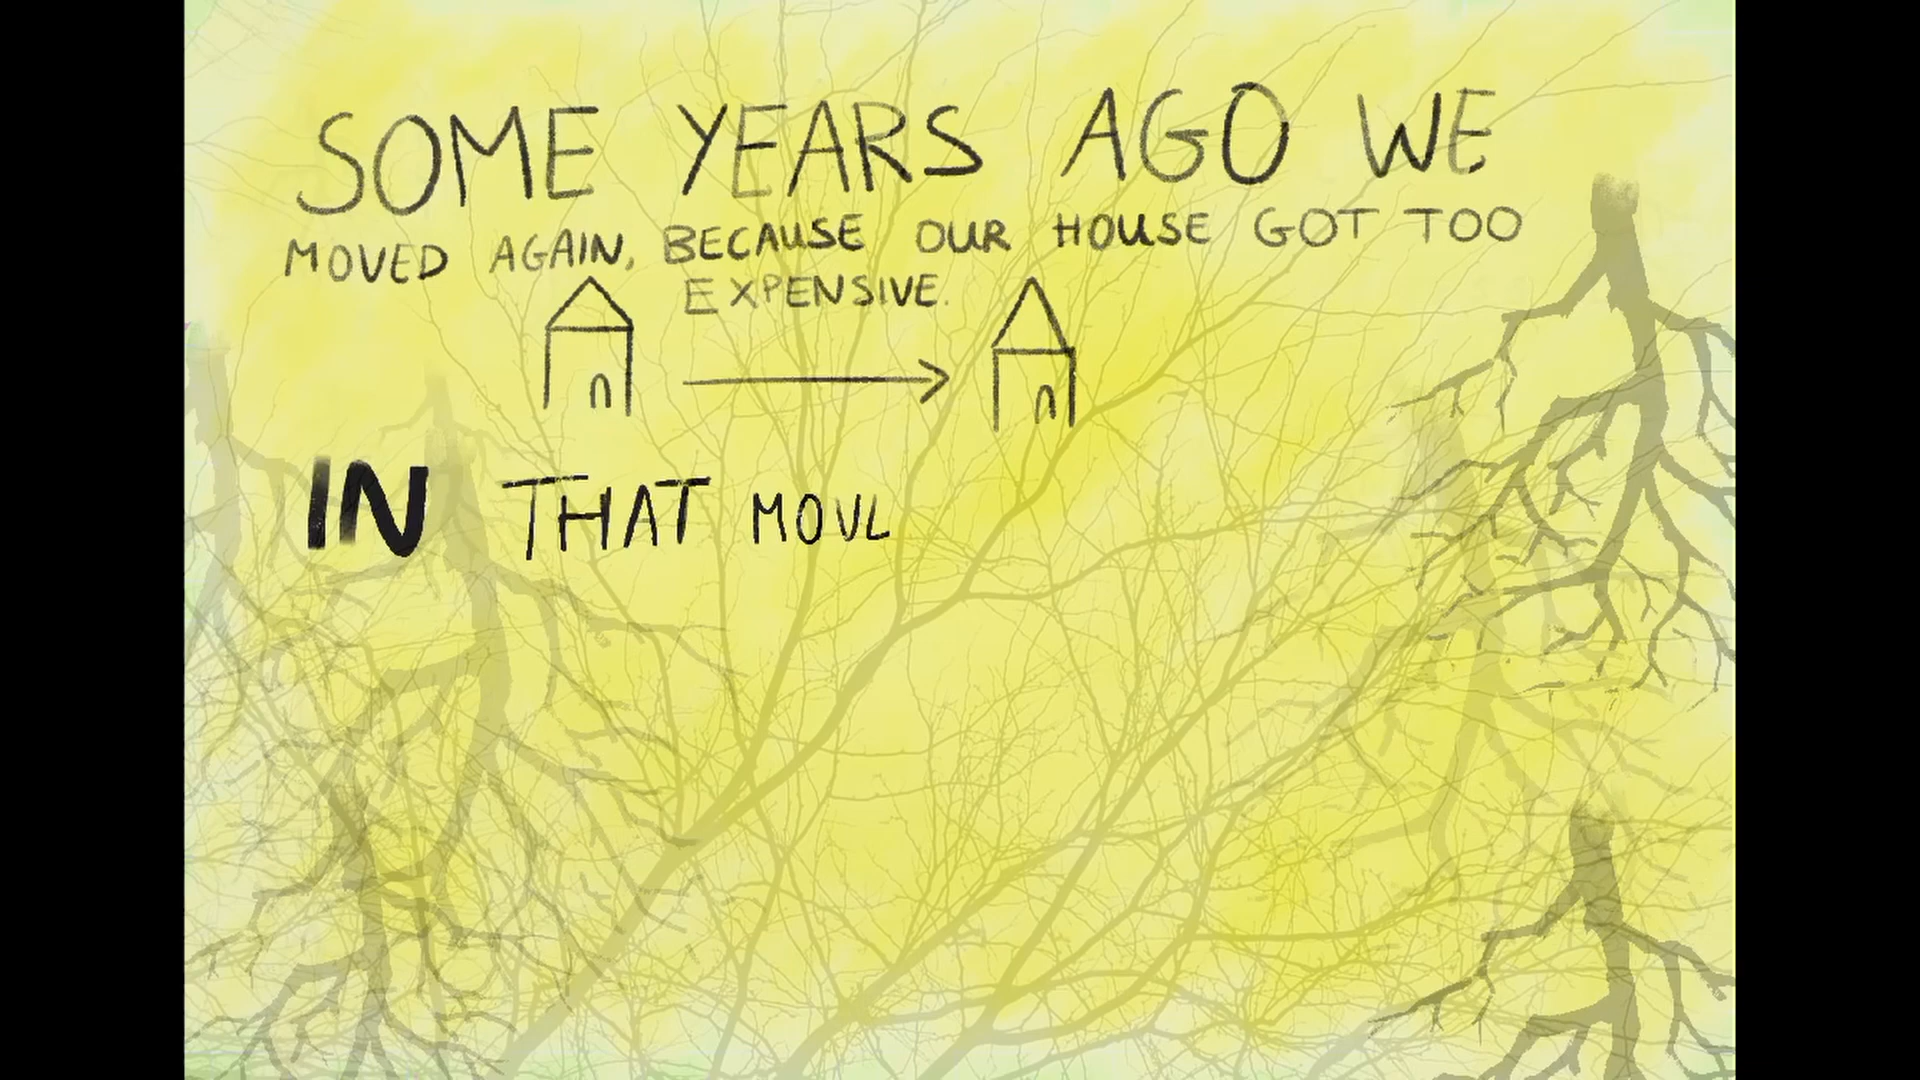 SOME YEARS AGO WE
MOVED AGAIN, BECAUSE OUR HOUSE GOT TOO
EXPENSIVE.
IN THAT MOVL